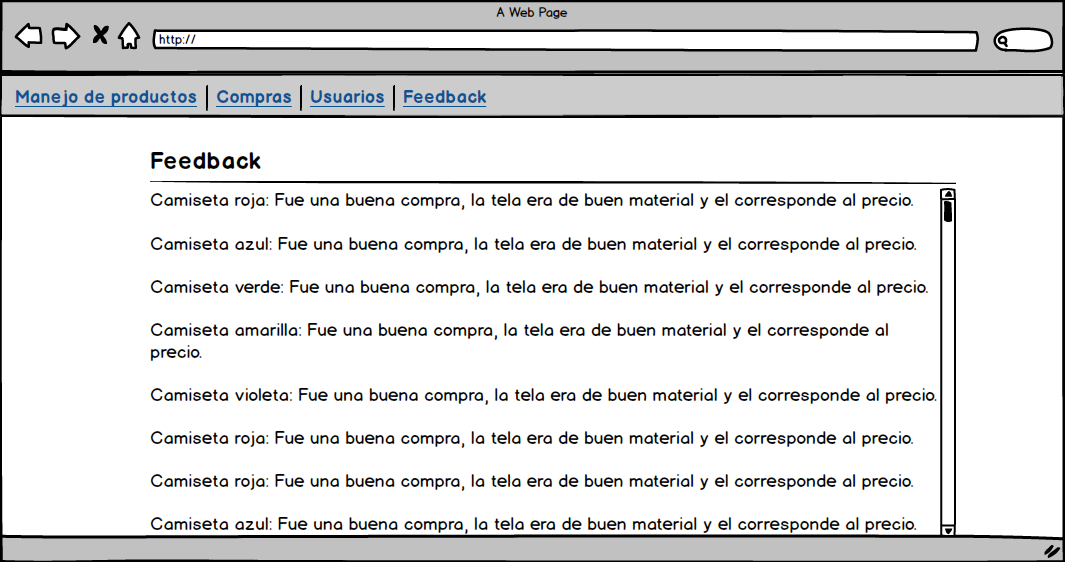 A Web Page
http://
Manejo de productos | Compras | Usuarios | Feedback
Feedback
Camiseta roja: Fue una buena compra, la tela era de buen material y el corresponde al precio.
Camiseta azul: Fue una buena compra, la tela era de buen material y el corresponde al precio.
Camiseta verde: Fue una buena compra, la tela era de buen material y el corresponde al precio.
Camiseta amarilla: Fue una buena compra, la tela era de buen material y el corresponde al
precio.
Camiseta violeta: Fue una buena compra, la tela era de buen material y el corresponde al precio.
Camiseta roja: Fue una buena compra, la tela era de buen material y el corresponde al precio.
Camiseta roja: Fue una buena compra, la tela era de buen material y el corresponde al precio.
Camiseta azul: Fue una buena compra, la tela era de buen material y el corresponde al precio.